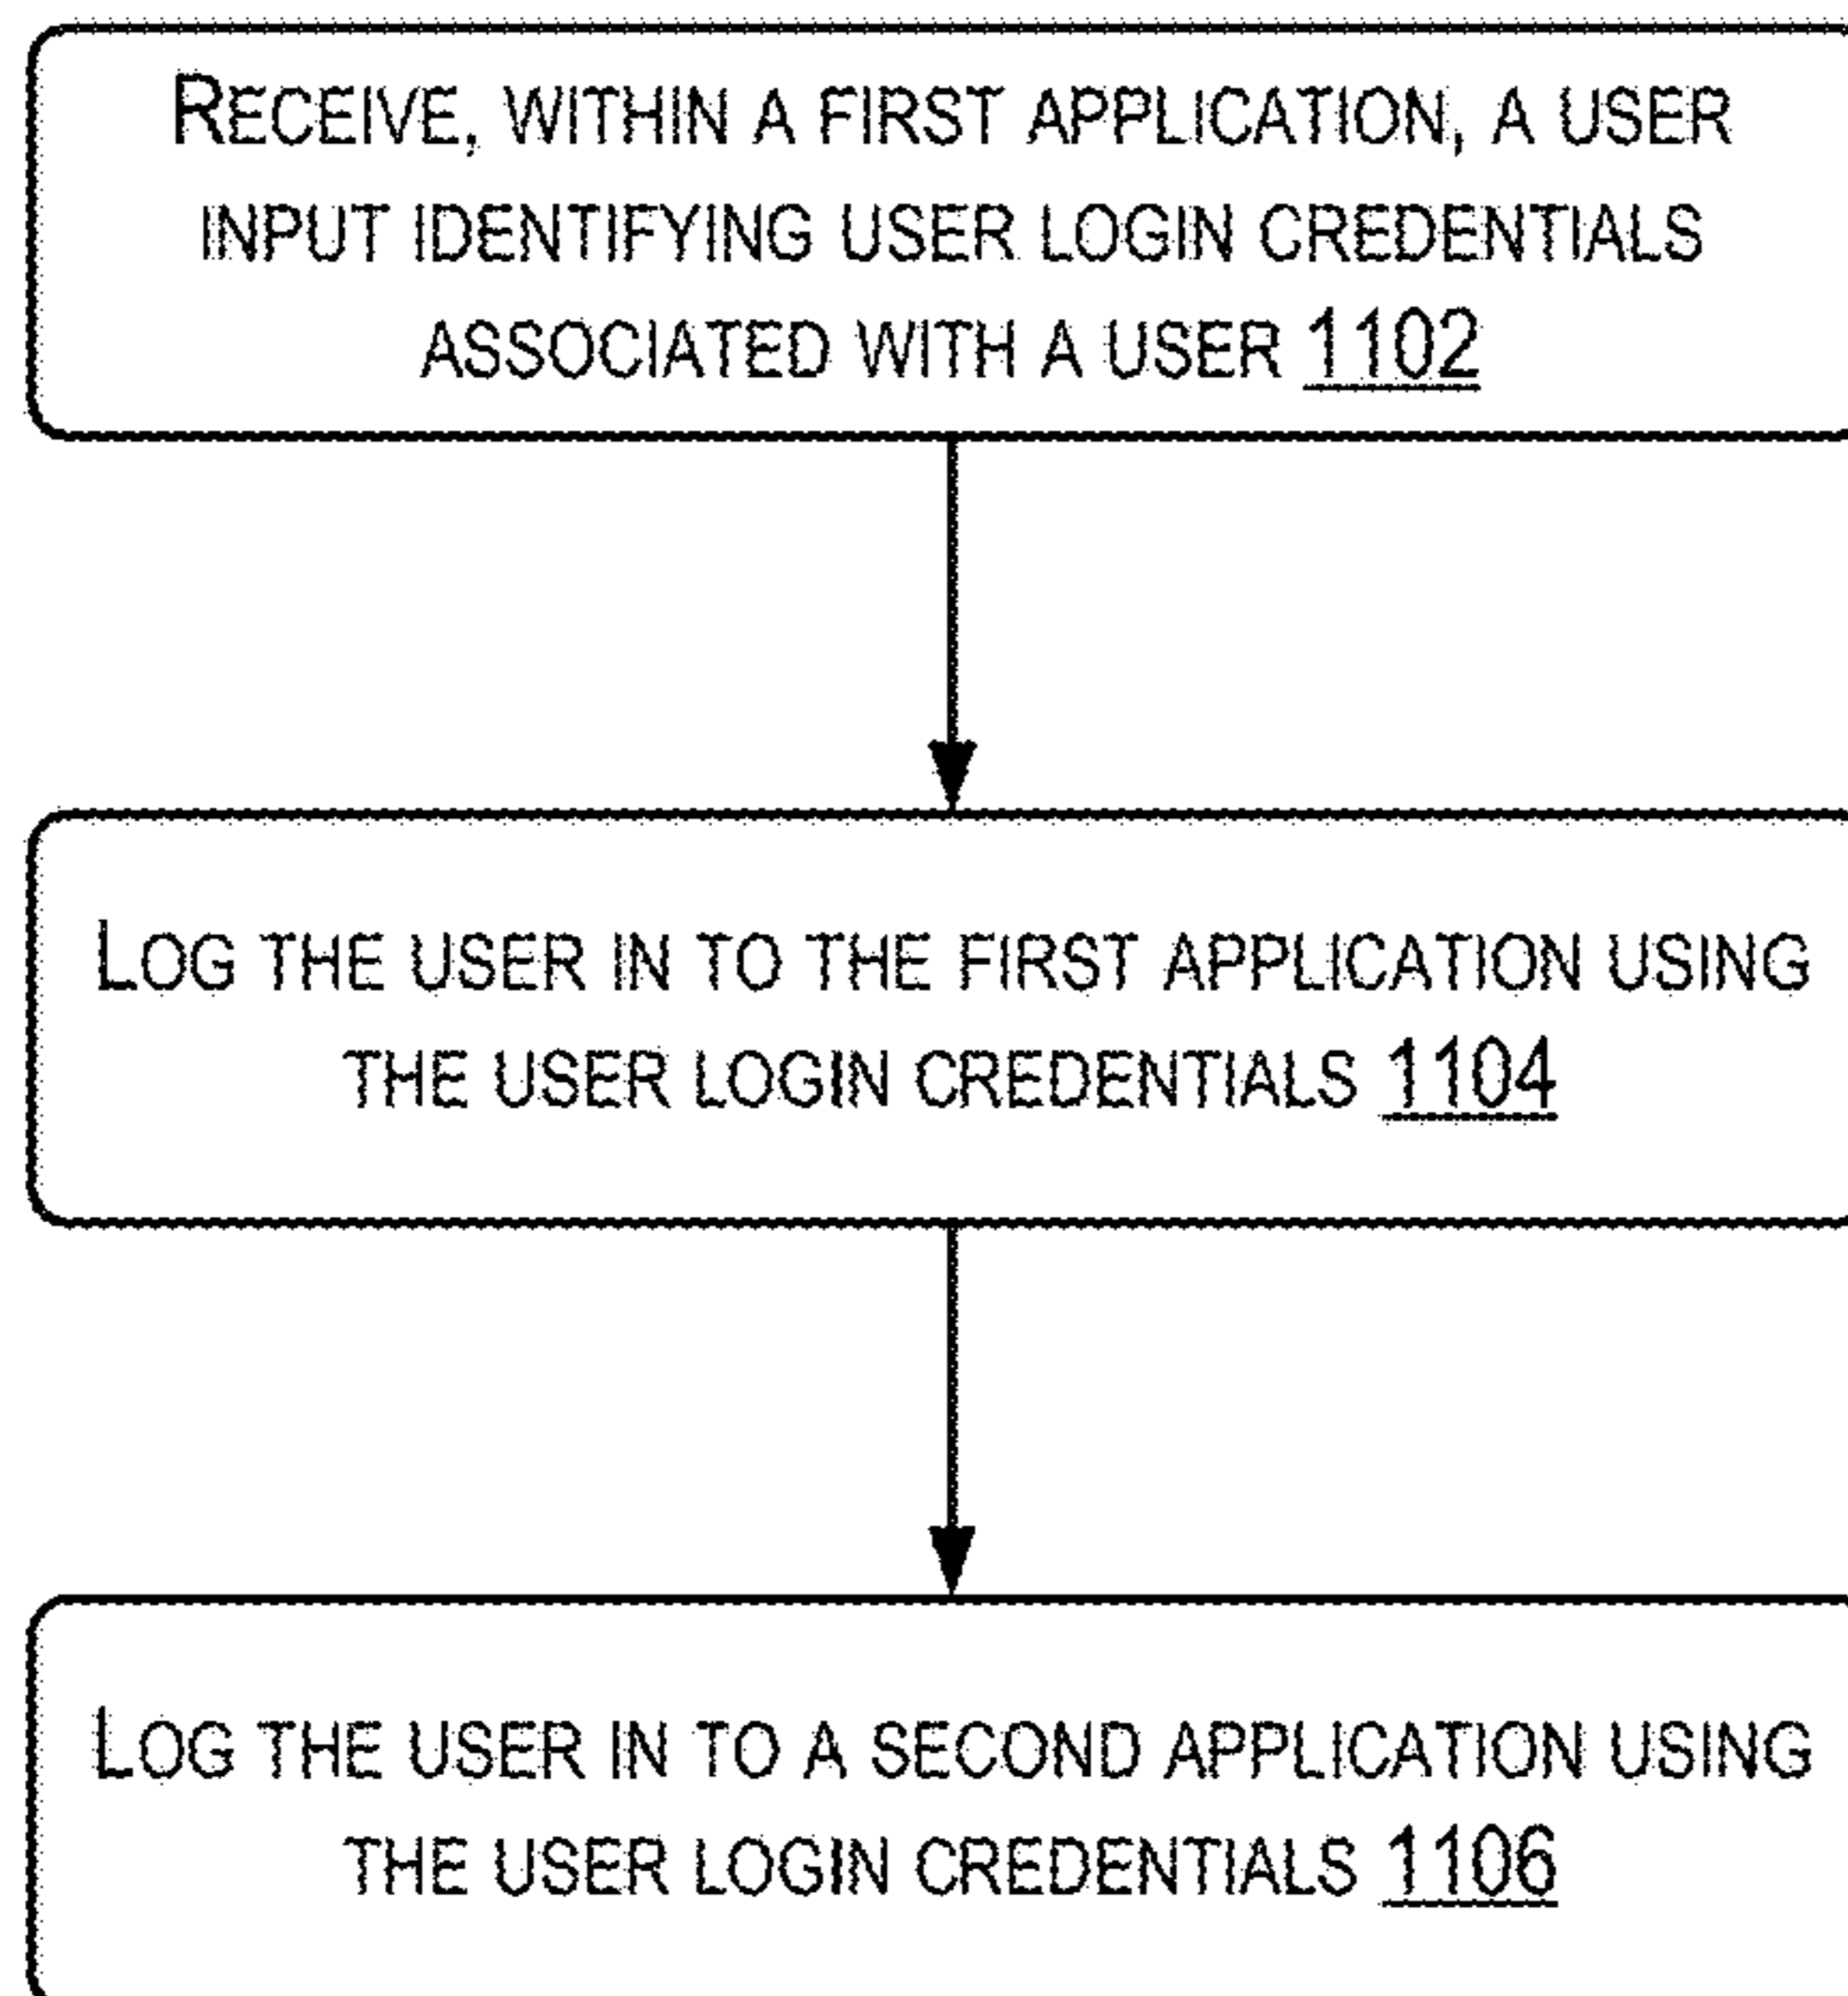 RECEIVE, WITHIN A FIRST APPLICATION, A USER
INPUT IDENTIFYING USER LOGIN CREDENTIALS
ASSOCIATED WITH A USER 1102
LOG THE USER IN TO THE FIRST APPLICATION USING
THE USER LOGIN CREDENTIALS 1104
LOG THE USER IN TO A SECOND APPLICATION USING
THE USER LOGIN CREDENTIALS 1106